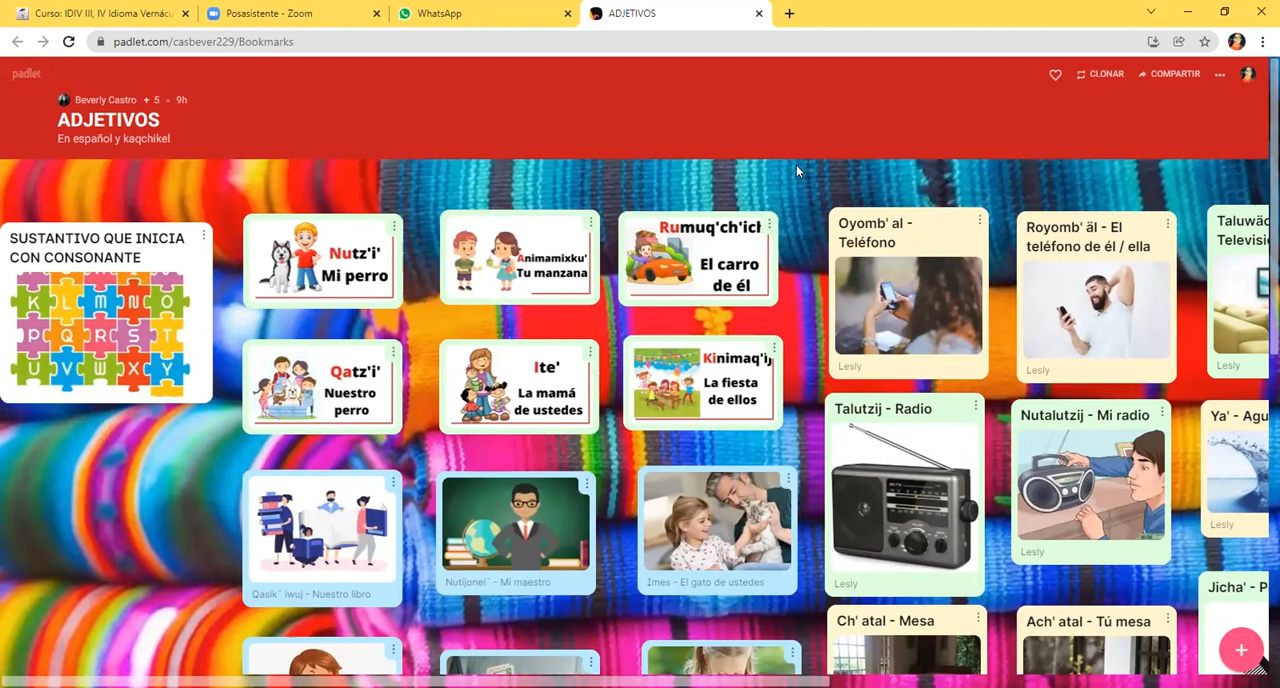 Curso: IDIV III, IV Idioma Vernácu
Posasistente - Zoom
WhatsApp
ADJETIVOS
padlet.com/casbever229/Bookmarks
padlet
CLONAR
COMPARTIR
Beverly Castro + 5 • 9h
ADJETIVOS
En español y kaqchikel
SUSTANTIVO QUE INICIA
CON CONSONANTE
K L M N O
P Q R S T
U V W X Y
Nutz'i'
Mi perro
Animamixku'
Tu manzana
Rumuq'ch'ich
El carro
de él
Oyomb' al -
Teléfono
Lesly
Royomb' äl - El
teléfono de él / ella
Lesly
Taluwäc
Televisi
Lesly
Qatz'i'
Nuestro
perro
Ite'
La mamá
de ustedes
Kinimaq'ij
La fiesta
de ellos
Talutzij - Radio
Lesly
Nutalutzij - Mi radio
Lesly
Ya' - Agu
Lesly
Qasik´ iwuj - Nuestro libro
Nutijonel´ - Mi maestro
Imes - El gato de ustedes
Ch' atal - Mesa
Ach' atal - Tú mesa
Jicha' - P